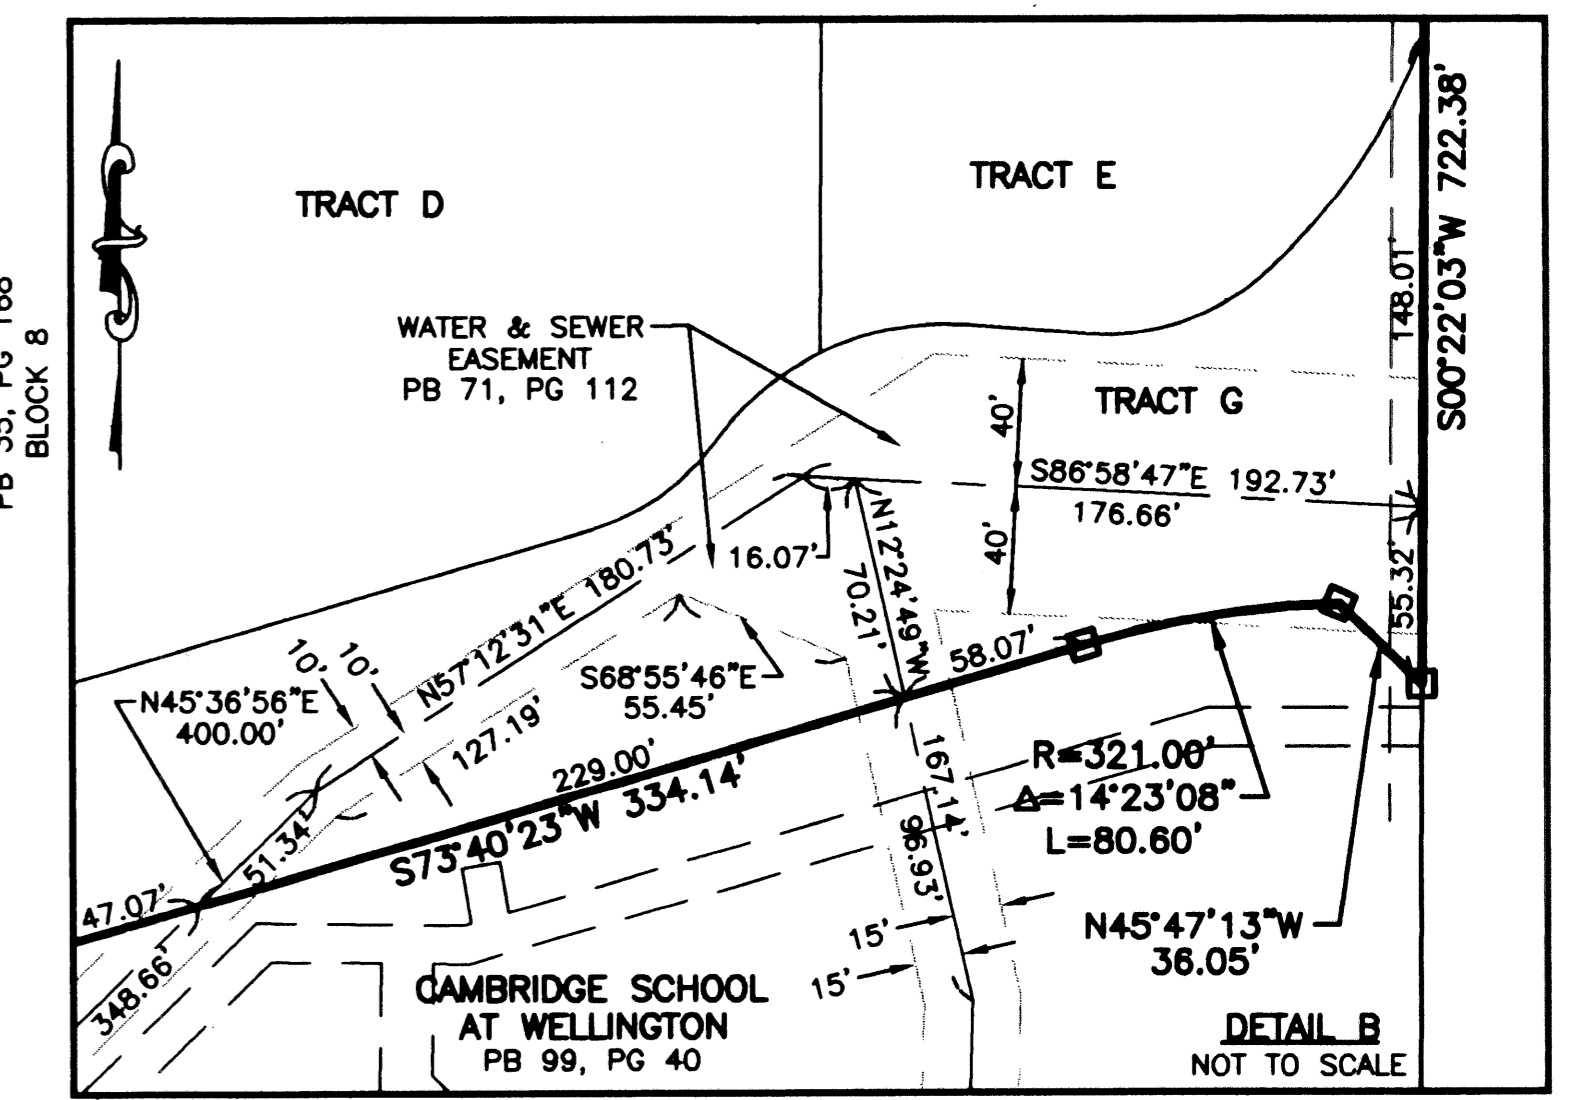 PB 35, PG 168
BLOCK 8
TRACT D
TRACT E
S00°22'03"W 722.38'
148.01'
WATER & SEWER
EASEMENT
PB 71, PG 112
TRACT G
40'
40'
S86°58'47"E 192.73'
176.66'
16.07'
N12°24'49"W
70.21'
N57°12'31"E 180.73'
55.32'
58.07'
10'
10'
S68°55'46"E
55.45'
N45°36'56"E
400.00'
127.19'
229.00'
S73°40'23"W 334.14'
167.14'
96.93'
R=321.00'
Δ=14°23'08"
L=80.60'
51.34'
47.07'
348.66'
15'
15'
N45°47'13"W
36.05'
CAMBRIDGE SCHOOL
AT WELLINGTON
PB 99, PG 40
DETAIL B
NOT TO SCALE